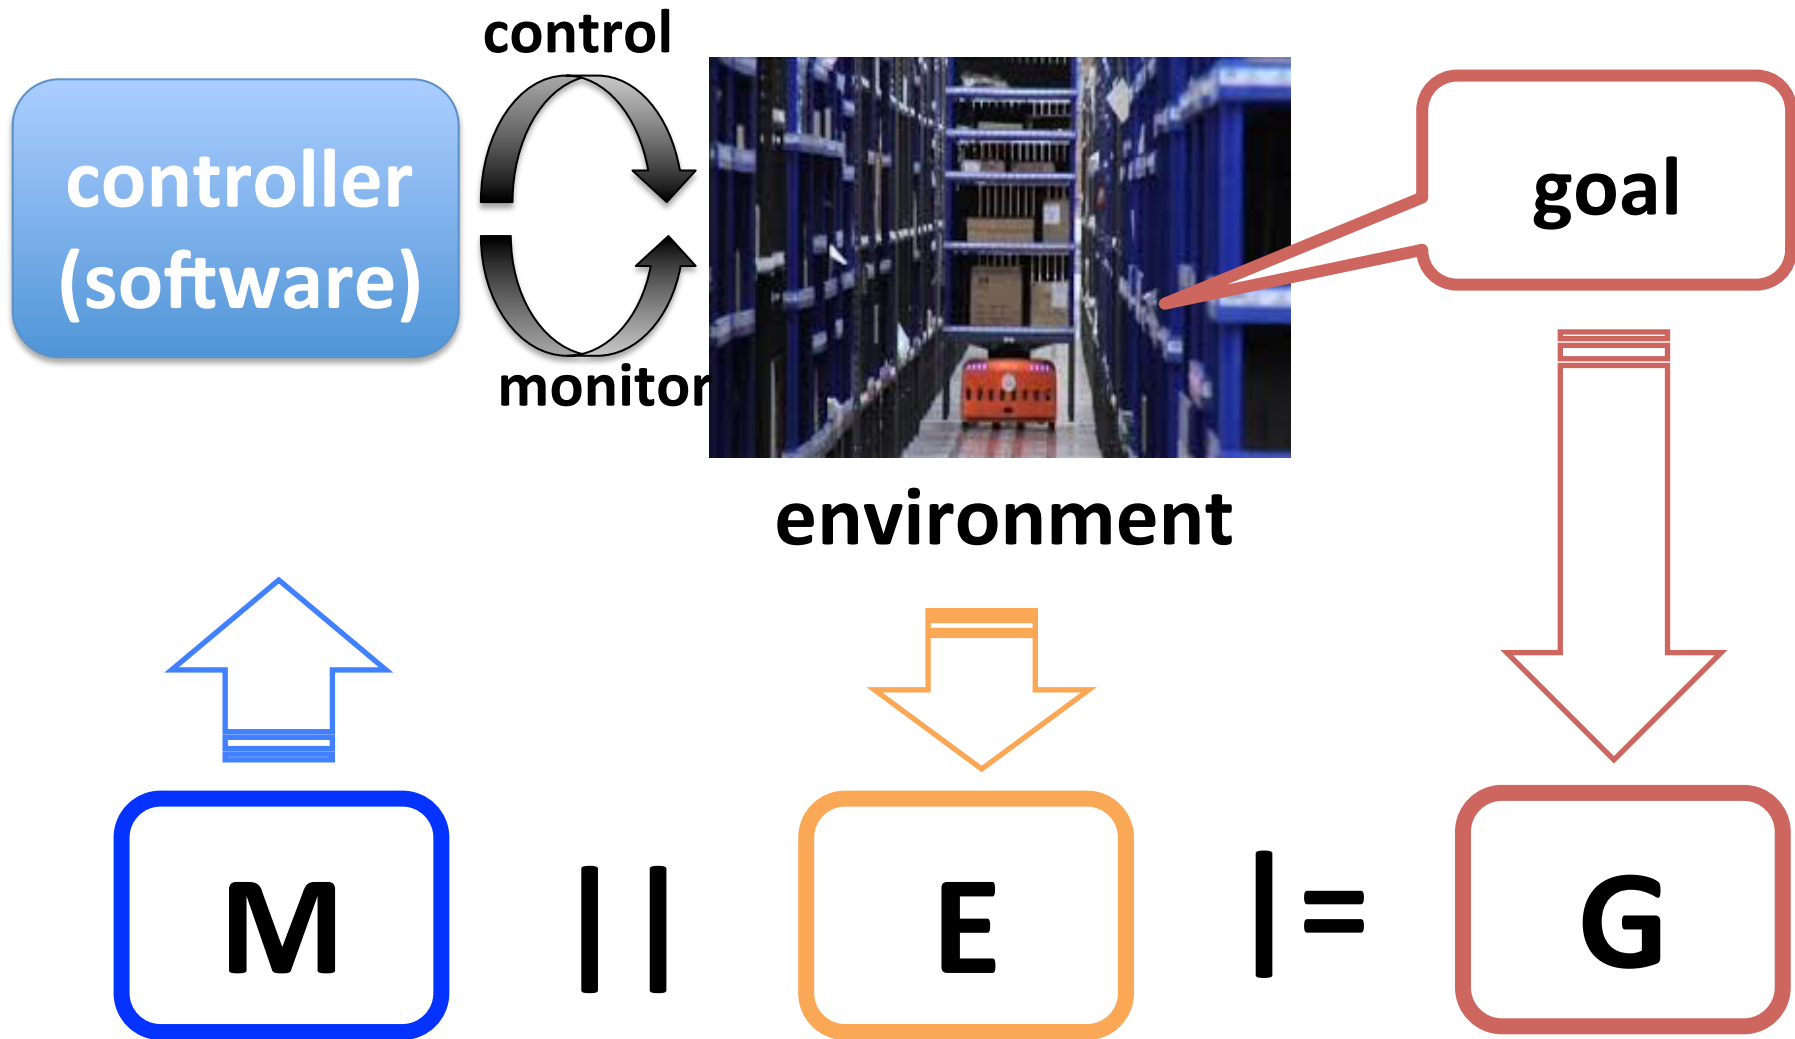 control
controller
(software)
goal
monitor
environment
M || E |= G